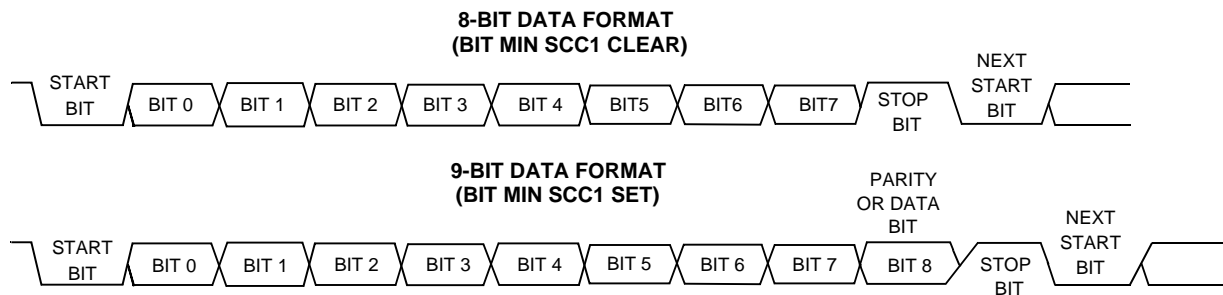 8-BIT DATA FORMAT
(BIT MIN SCC1 CLEAR)
START
BIT
BIT 0
BIT 1
BIT 2
BIT 3
BIT 4
BIT5
BIT6
BIT7
STOP
BIT
NEXT
START
BIT
9-BIT DATA FORMAT
(BIT MIN SCC1 SET)
START
BIT
BIT 0
BIT 1
BIT 2
BIT 3
BIT 4
BIT 5
BIT 6
BIT 7
PARITY
OR DATA
BIT
BIT 8
STOP
BIT
NEXT
START
BIT